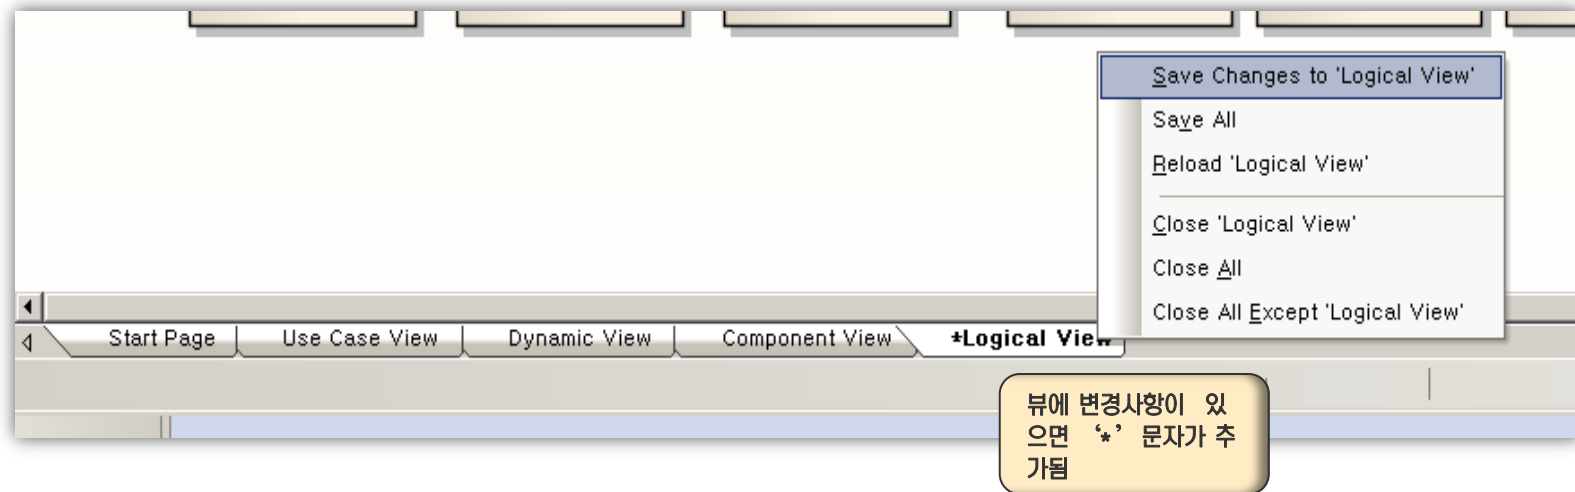 Save Changes to 'Logical View'
Save All
Reload 'Logical View'
Close 'Logical View'
Close All
Close All Except 'Logical View'
Start Page Use Case View Dynamic View Component View *Logical View
뷰에 변경사항이 있
으면 ‘*’ 문자가 추
가됨